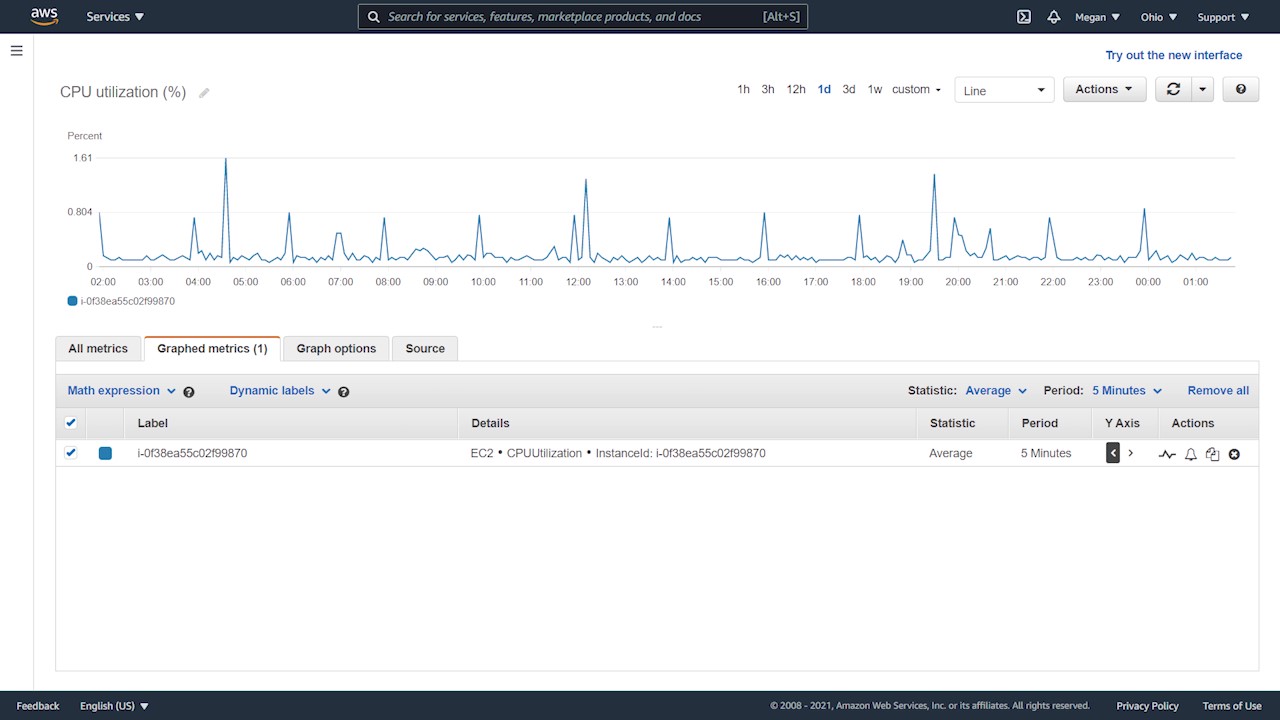 aws Services Search for services, features, marketplace products, and docs [Alt+S] Megan Ohio Support
Try out the new interface
CPU utilization (%) 1h 3h 12h 1d 3d 1w custom Line Actions
Percent
1.61
0.804
0
02:00 03:00 04:00 05:00 06:00 07:00 08:00 09:00 10:00 11:00 12:00 13:00 14:00 15:00 16:00 17:00 18:00 19:00 20:00 21:00 22:00 23:00 00:00 01:00
i-0f38ea55c02f99870
All metrics Graphed metrics (1) Graph options Source
Math expression Dynamic labels Statistic: Average Period: 5 Minutes Remove all
Label Details Statistic Period Y Axis Actions
i-0f38ea55c02f99870 EC2 • CPUUtilization • InstanceId: i-0f38ea55c02f99870 Average 5 Minutes
Feedback English (US) © 2008 - 2021, Amazon Web Services, Inc. or its affiliates. All rights reserved. Privacy Policy Terms of Use